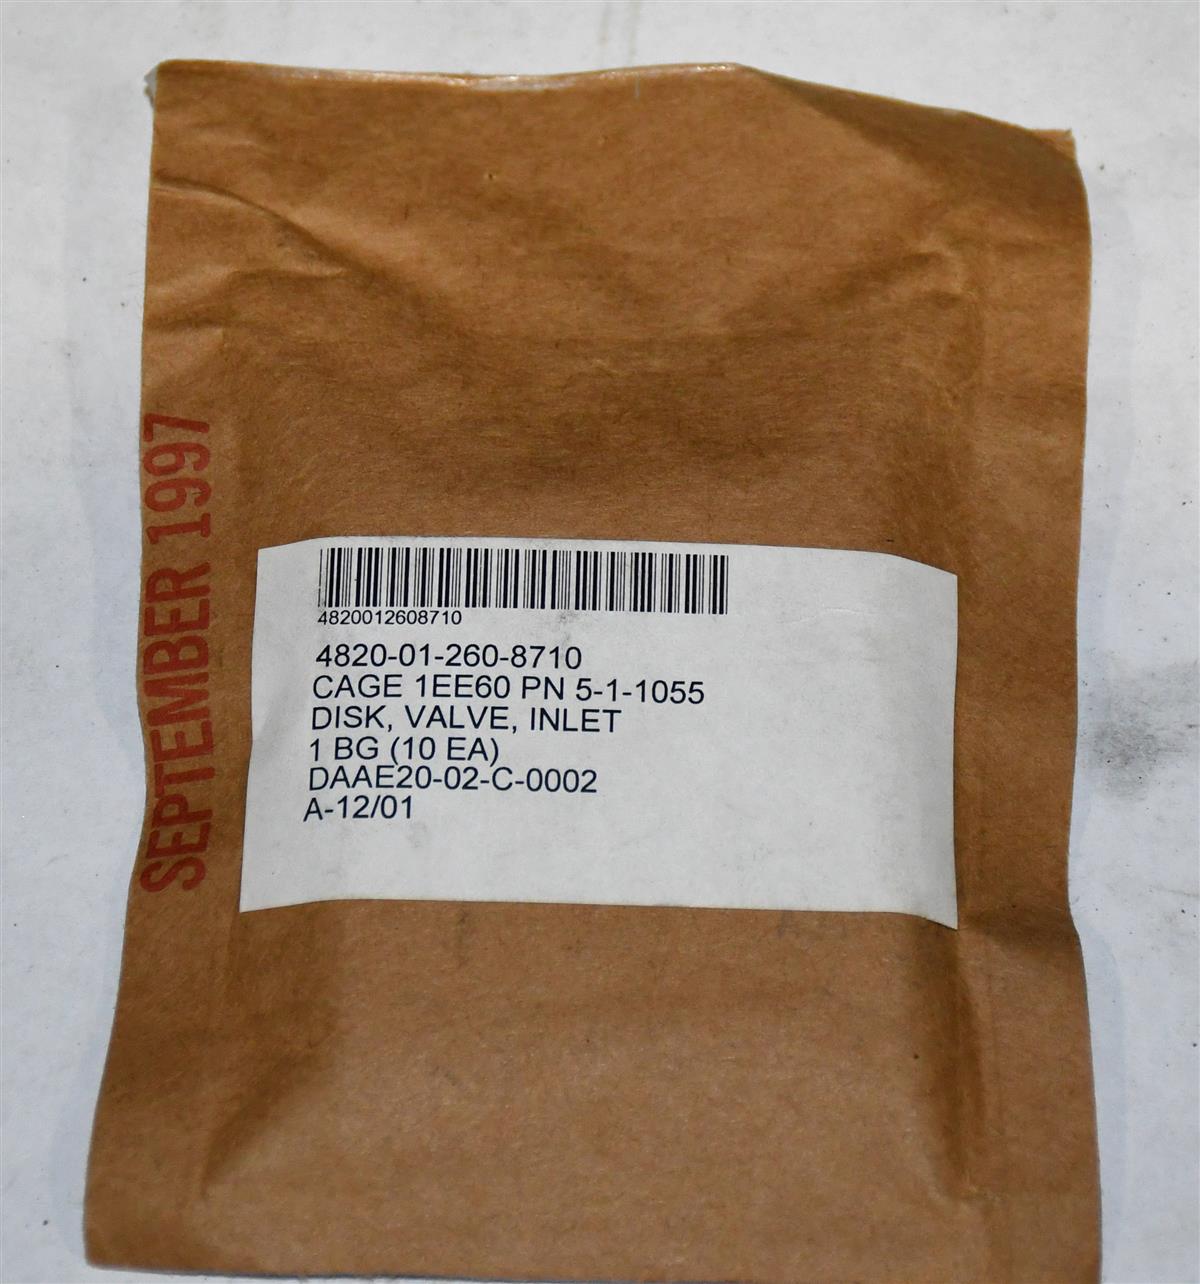 SEPTEMBER 1997
4820012608710
4820-01-260-8710
CAGE 1EE60 PN 5-1-1055
DISK, VALVE, INLET
1 BG (10 EA)
DAAE20-02-C-0002
A-12/01